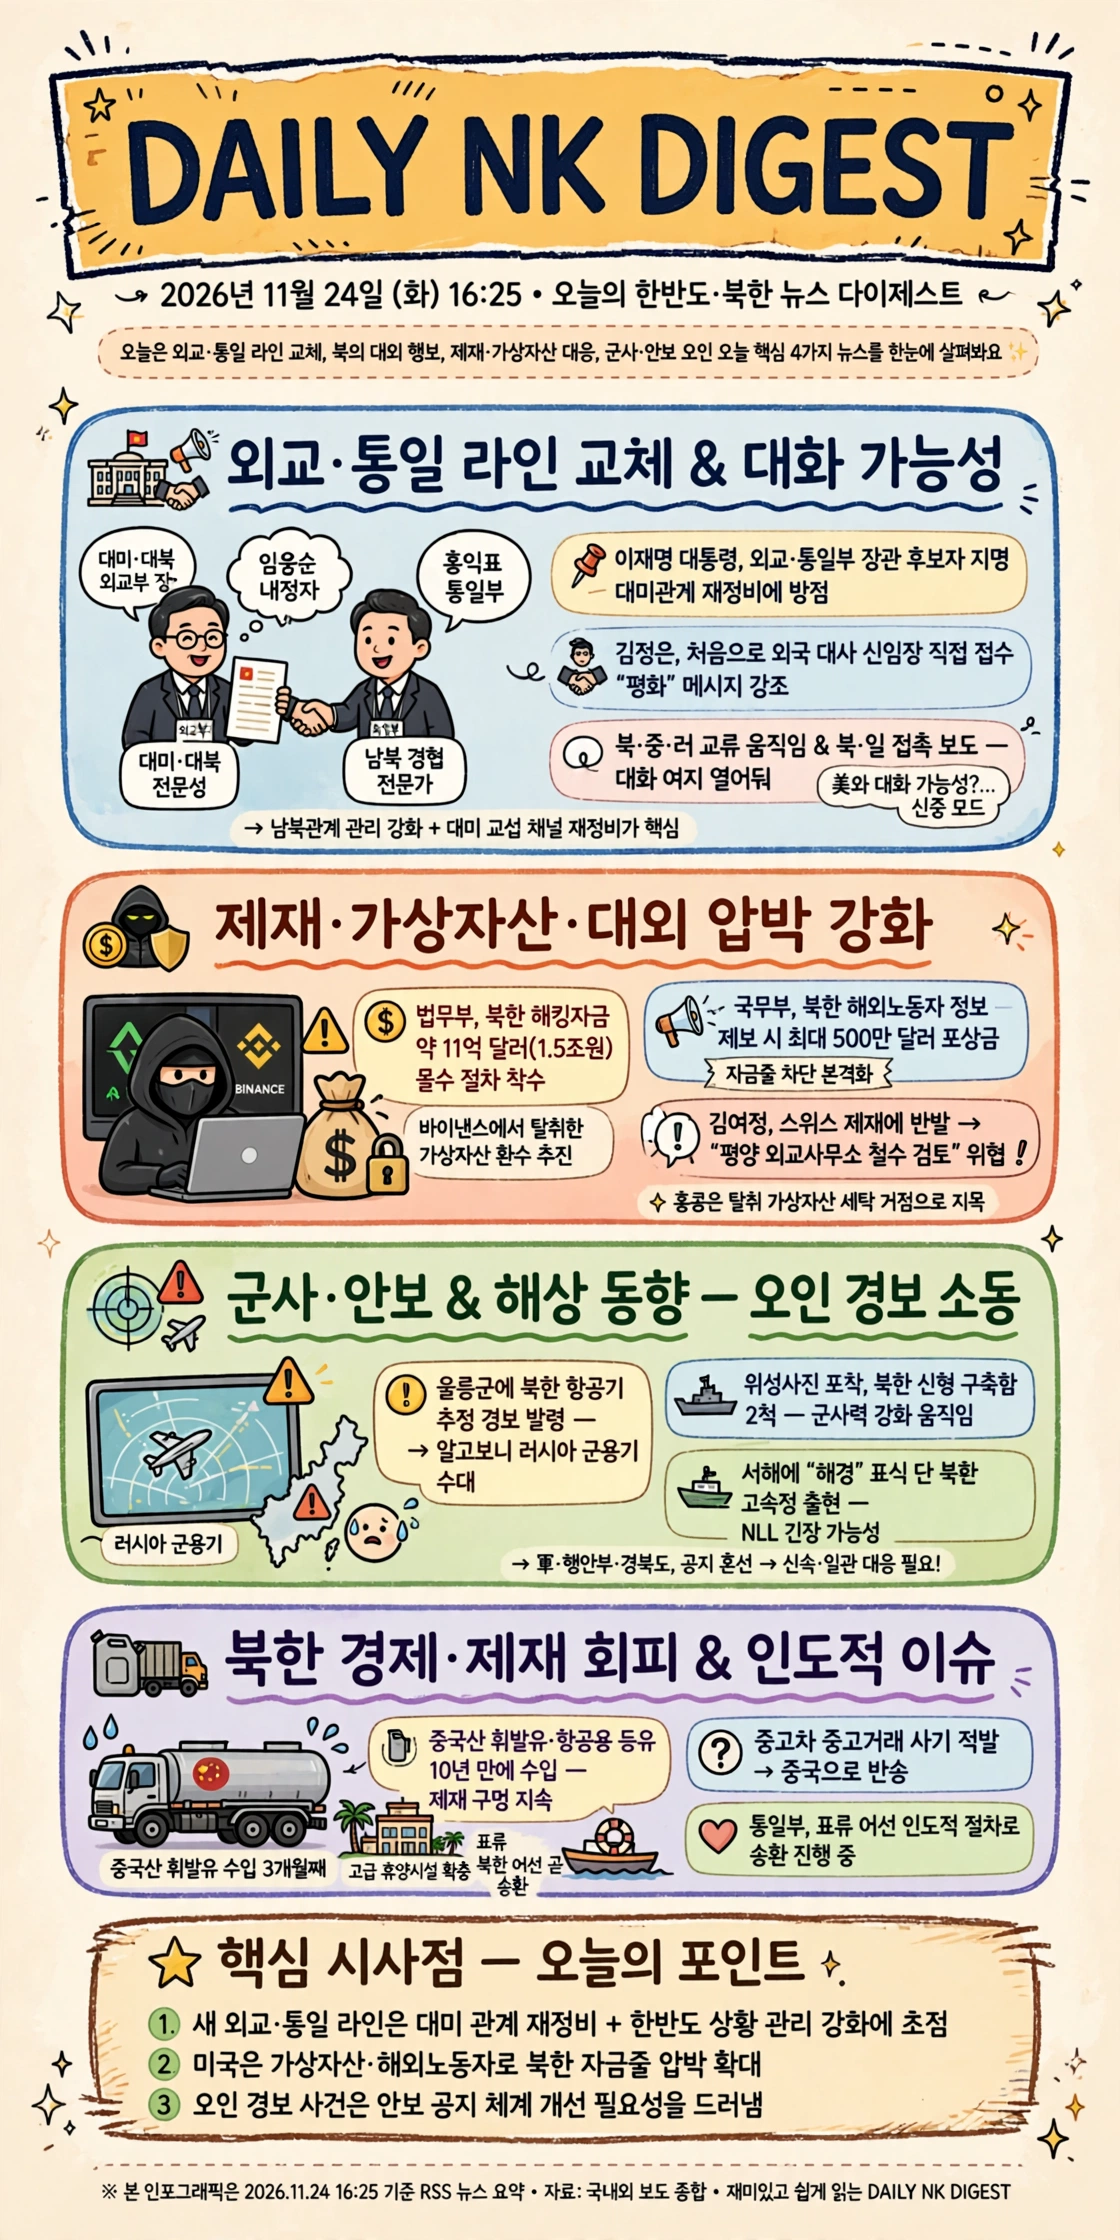 DAILY NK DIGEST
2026년 11월 24일 (화) 16:25 • 오늘의 한반도·북한 뉴스 다이제스트
오늘은 외교·통일 라인 교체, 북의 대외 행보, 제재·가상자산 대응, 군사·안보 오인 오늘 핵심 4가지 뉴스를 한눈에 살펴봐요
외교·통일 라인 교체 & 대화 가능성
대미·대북
외교부 장
임웅순
내정자
홍익표
통일부
외교부
대미·대북
전문성
남북 경협
전문가
이재명 대통령, 외교·통일부 장관 후보자 지명
대미관계 재정비에 방점
김정은, 처음으로 외국 대사 신임장 직접 접수
“평화” 메시지 강조
북·중·러 교류 움직임 & 북·일 접촉 보도 —
대화 여지 열어둬
美와 대화 가능성?...
신중 모드
→ 남북관계 관리 강화 + 대미 교섭 채널 재정비가 핵심
제재·가상자산·대외 압박 강화
BINANCE
$
$
$
법무부, 북한 해킹자금
약 11억 달러(1.5조원)
몰수 절차 착수
바이낸스에서 탈취한
가상자산 환수 추진
국무부, 북한 해외노동자 정보
제보 시 최대 500만 달러 포상금
자금줄 차단 본격화
김여정, 스위스 제재에 반발 →
“평양 외교사무소 철수 검토” 위협 !
홍콩은 탈취 가상자산 세탁 거점으로 지목
군사·안보 & 해상 동향 — 오인 경보 소동
러시아 군용기
울릉군에 북한 항공기
추정 경보 발령 —
→ 알고보니 러시아 군용기
수대
위성사진 포착, 북한 신형 구축함
2척 — 군사력 강화 움직임
서해에 “해경” 표식 단 북환
고속정 출현 —
NLL 긴장 가능성
→ 軍·행안부·경북도, 공지 혼선 → 신속·일관 대응 필요!
북한 경제·제재 회피 & 인도적 이슈
중국산 휘발유 수입 3개월째
중국산 휘발유·항공용 등유
10년 만에 수입 —
제재 구멍 지속
고급 휴양시설 확충
표류
북한 어선 곧
송환
중고차 중고거래 사기 적발
→ 중국으로 반송
통일부, 표류 어선 인도적 절차로
송환 진행 중
핵심 시사점 — 오늘의 포인트
1. 새 외교·통일 라인은 대미 관계 재정비 + 한반도 상황 관리 강화에 초점
2 미국은 가상자산·해외노동자로 북한 자금줄 압박 확대
3 오인 경보 사건은 안보 공지 체계 개선 필요성을 드러냄
※ 본 인포그래픽은 2026.11.24 16:25 기준 RSS 뉴스 요약 • 자료: 국내외 보도 종합 • 재미있고 쉽게 읽는 DAILY NK DIGEST